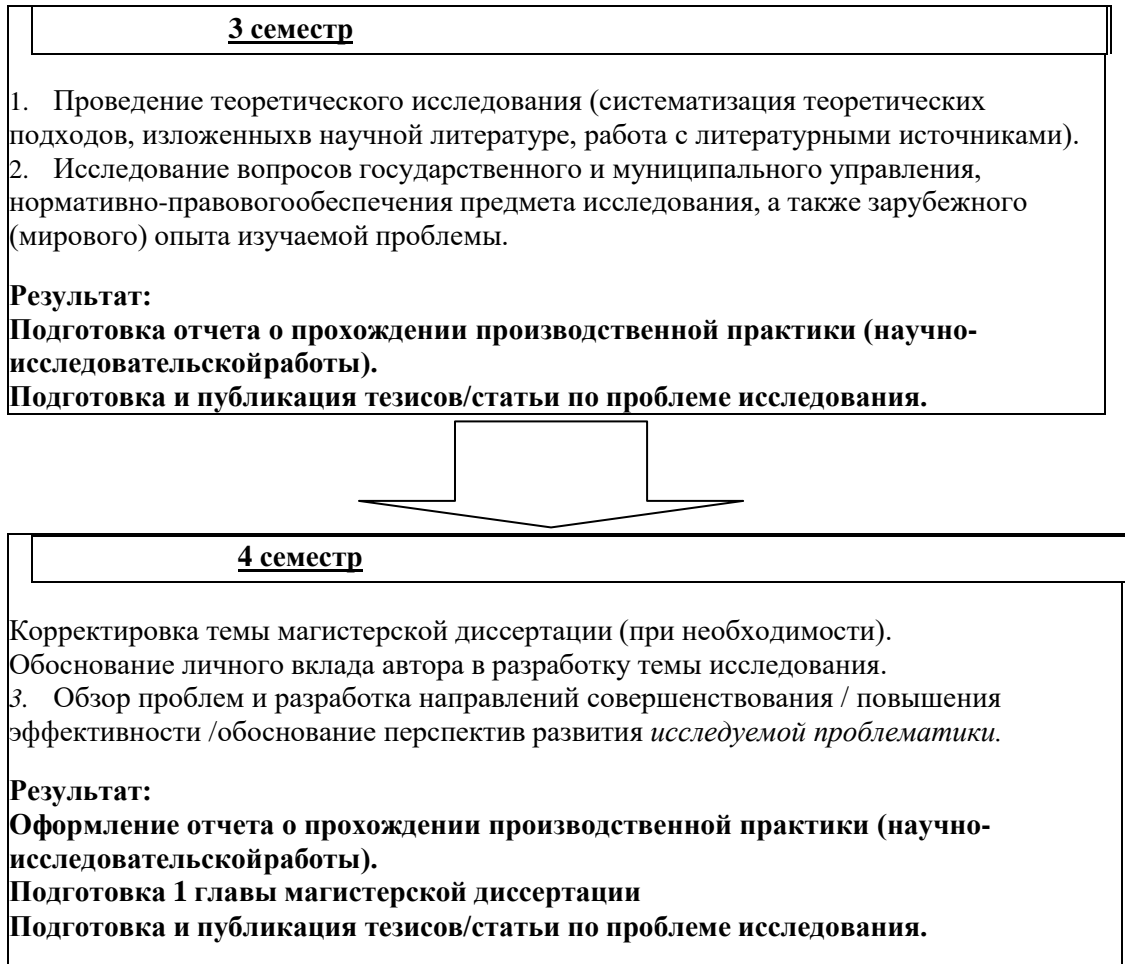 3 семестр
1. Проведение теоретического исследования (систематизация теоретических
подходов, изложенныхв научной литературе, работа с литературными источниками).
2. Исследование вопросов государственного и муниципального управления,
нормативно-правовогообеспечения предмета исследования, а также зарубежного
(мирового) опыта изучаемой проблемы.
Результат:
Подготовка отчета о прохождении производственной практики (научно-
исследовательскойработы).
Подготовка и публикация тезисов/статьи по проблеме исследования.
4 семестр
Корректировка темы магистерской диссертации (при необходимости).
Обоснование личного вклада автора в разработку темы исследования.
3. Обзор проблем и разработка направлений совершенствования / повышения
эффективности /обоснование перспектив развития исследуемой проблематики.
Результат:
Оформление отчета о прохождении производственной практики (научно-
исследовательскойработы).
Подготовка 1 главы магистерской диссертации
Подготовка и публикация тезисов/статьи по проблеме исследования.